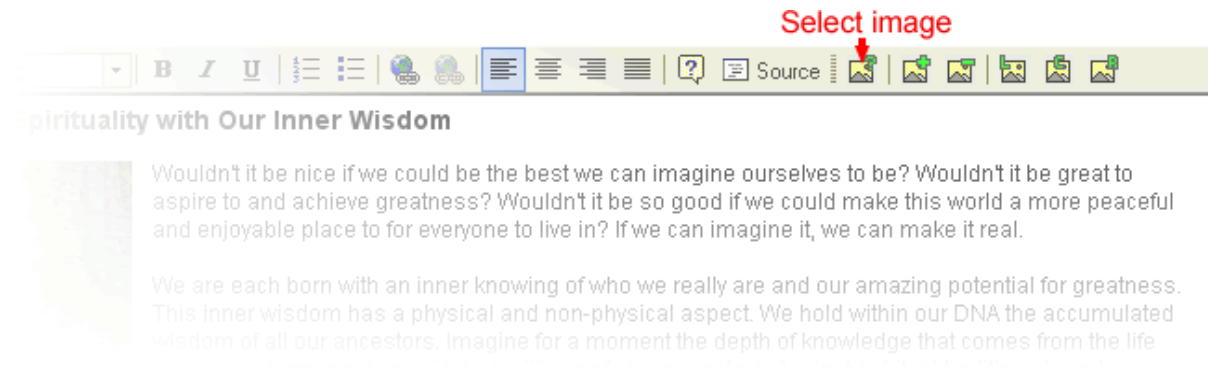 Select image
B I U Source
Spirituality with Our Inner Wisdom
Wouldn't it be nice if we could be the best we can imagine ourselves to be? Wouldn't it be great to
aspire to and achieve greatness? Wouldn't it be so good if we could make this world a more peaceful
and enjoyable place to for everyone to live in? If we can imagine it, we can make it real.
We are each born with an inner knowing of who we really are and our amazing potential for greatness.
This inner wisdom has a physical and non-physical aspect. We hold within our DNA the accumulated
wisdom of all our ancestors. Imagine for a moment the depth of knowledge that comes from the life